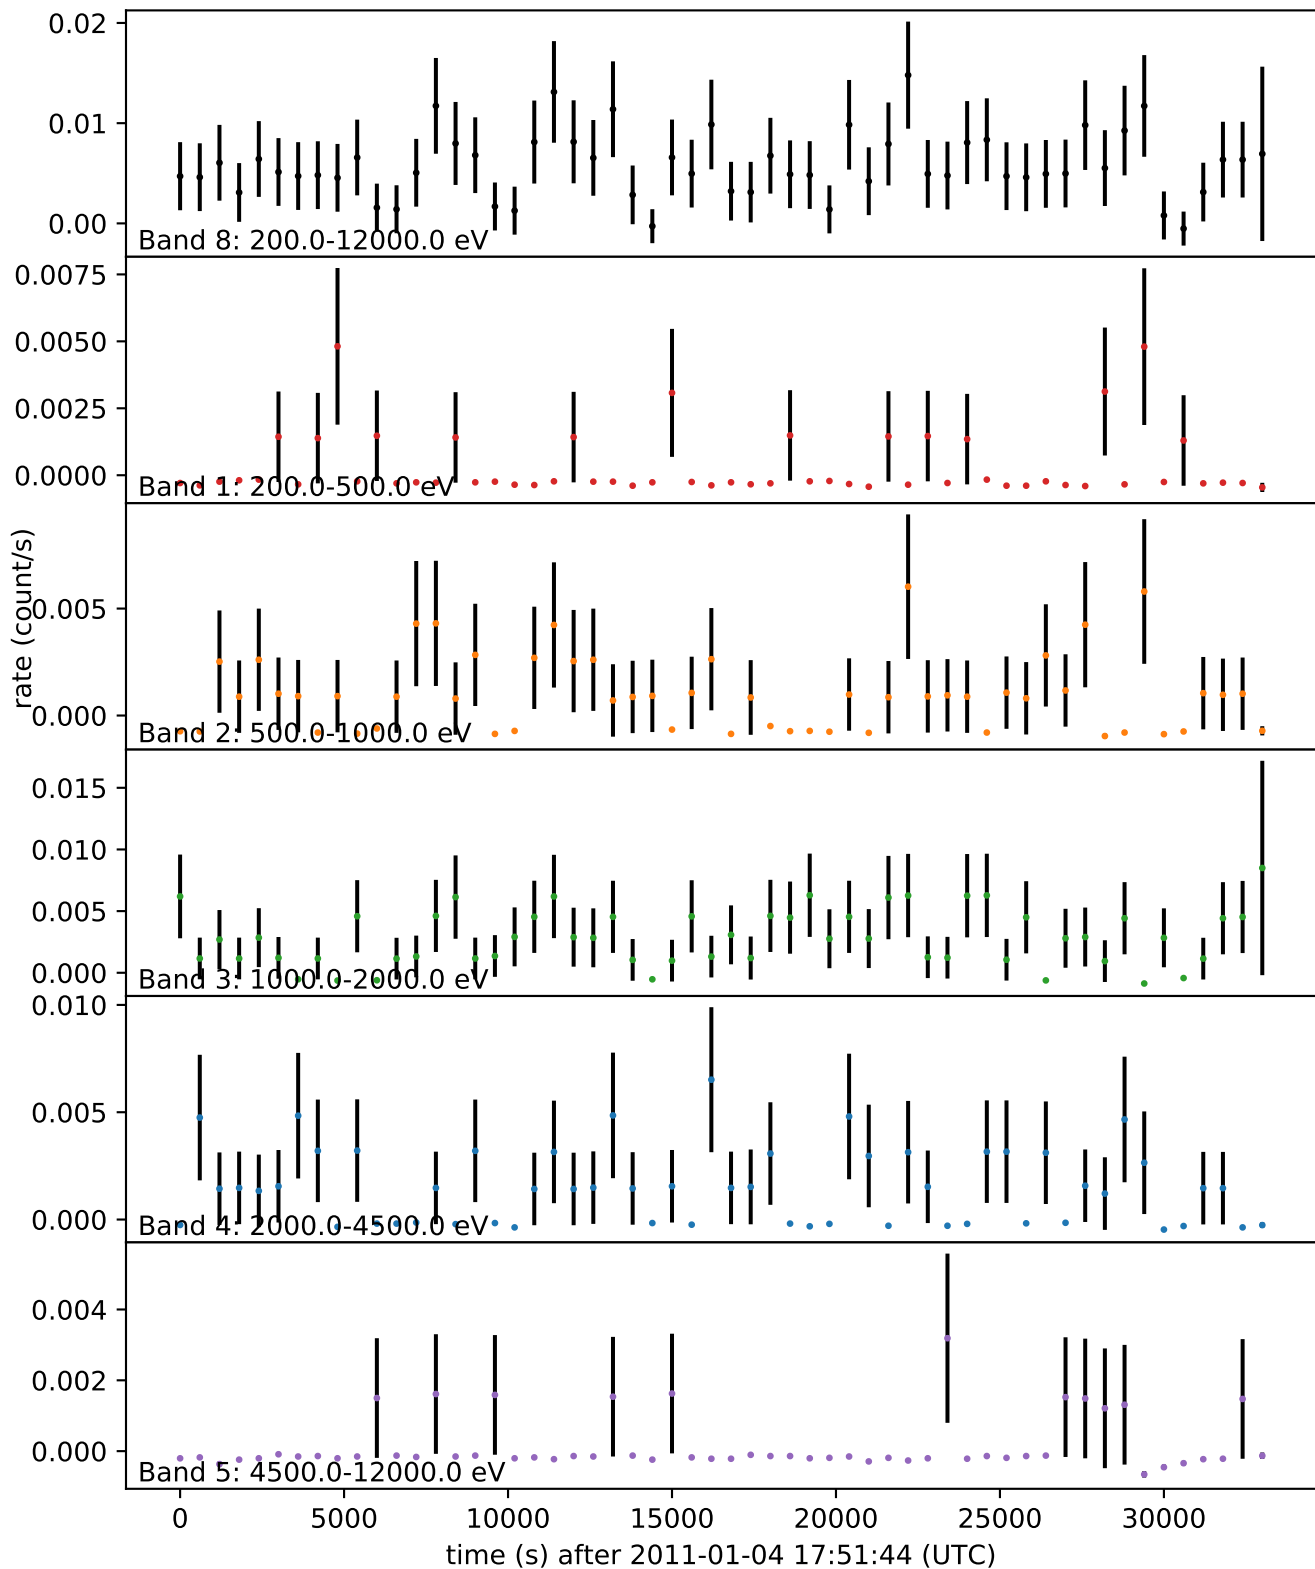 0.02
0.01
0.00
Band 8: 200.0-12000.0 eV
0.0075
0.0050
0.0025
0.0000
Band 1: 200.0-500.0 eV
rate (count/s)
0.005
0.000
Band 2: 500.0-1000.0 eV
0.015
0.010
0.005
0.000
Band 3: 1000.0-2000.0 eV
0.010
0.005
0.000
Band 4: 2000.0-4500.0 eV
0.004
0.002
0.000
Band 5: 4500.0-12000.0 eV
0 5000 10000 15000 20000 25000 30000
time (s) after 2011-01-04 17:51:44 (UTC)